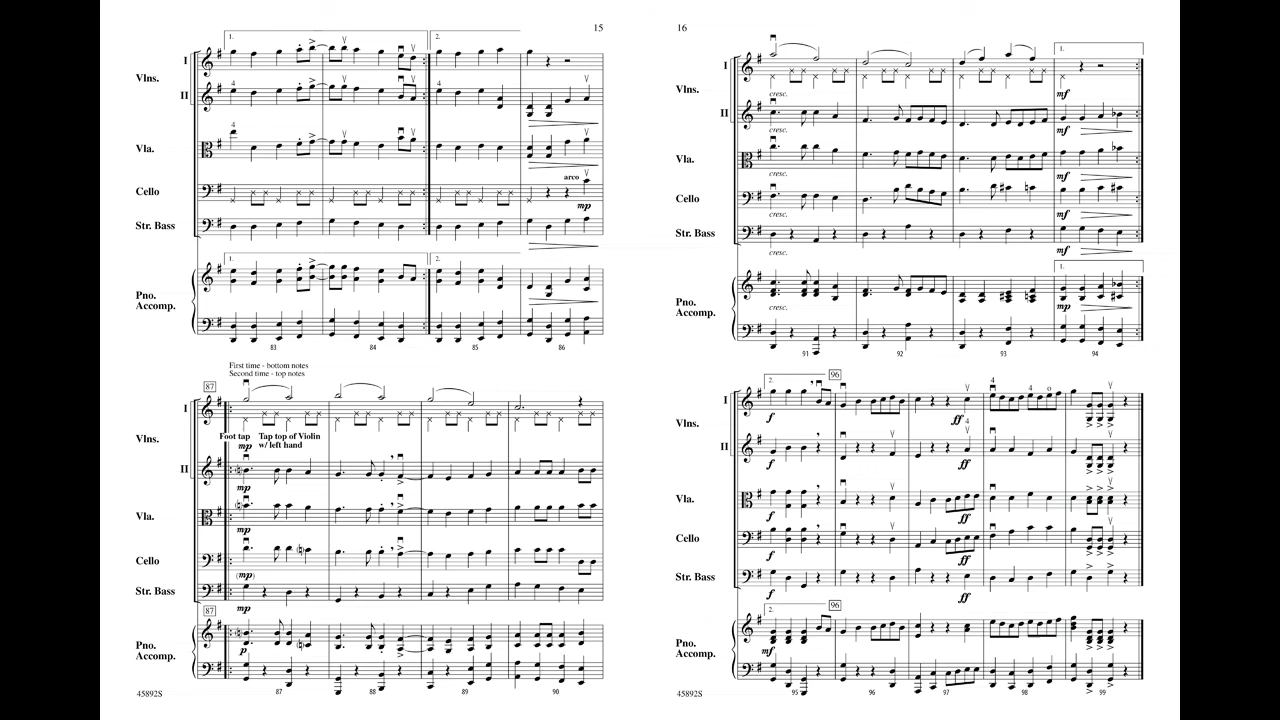 15
1. 2.
I
Vlns.
II
4 4
4
Vla.
Cello
arco
mp
Str. Bass
1. 2.
Pno.
Accomp.
83 84 85 86
First time - bottom notes
Second time - top notes
87
I
Foot tap Tap top of Violin
mp w/ left hand
Vlns.
II
mp
Vla.
mp
Cello
(mp)
Str. Bass
mp
87
Pno.
Accomp.
p
87 88 89 90
45892S
16
1.
I
cresc. mf
Vlns.
II
cresc. mf
Vla.
cresc. mf
Cello
cresc. mf
Str. Bass
cresc. mf
1.
Pno.
Accomp.
cresc. mp
91 92 93 94
2. 96
4 4 o
I
f ff
Vlns.
4
II
f ff
Vla.
f ff
Cello
f ff
Str. Bass
f ff
2. 96
Pno.
Accomp.
mf
95 96 97 98 99
45892S